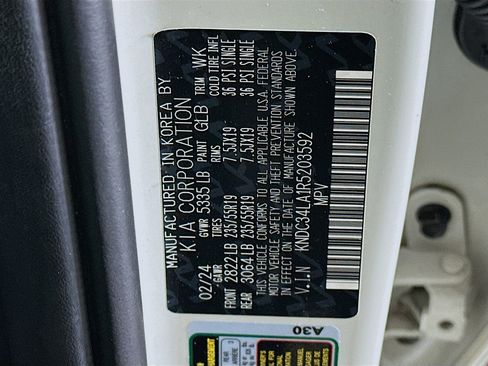 MANUFACTURED IN KOREA BY
KIA CORPORATION
02/24 GVWR 5335 LB PAINT GLB TRIM WK
GAWR RIMS COLD TIRE INFL
FRONT 2822 LB 235/55R19 7.5JX19 36 PSI SINGLE
REAR 3064 LB 235/55R19 7.5JX19 36 PSI SINGLE
THIS VEHICLE CONFORMS TO ALL APPLICABLE U.S.A. FEDERAL
MOTOR VEHICLE SAFETY AND THEFT PREVENTION STANDARDS
IN EFFECT ON THE DATE OF MANUFACTURE SHOWN ABOVE.
V.I.N KNDC34LA1R5203592
MPV
A30
REAR
ARRIERE